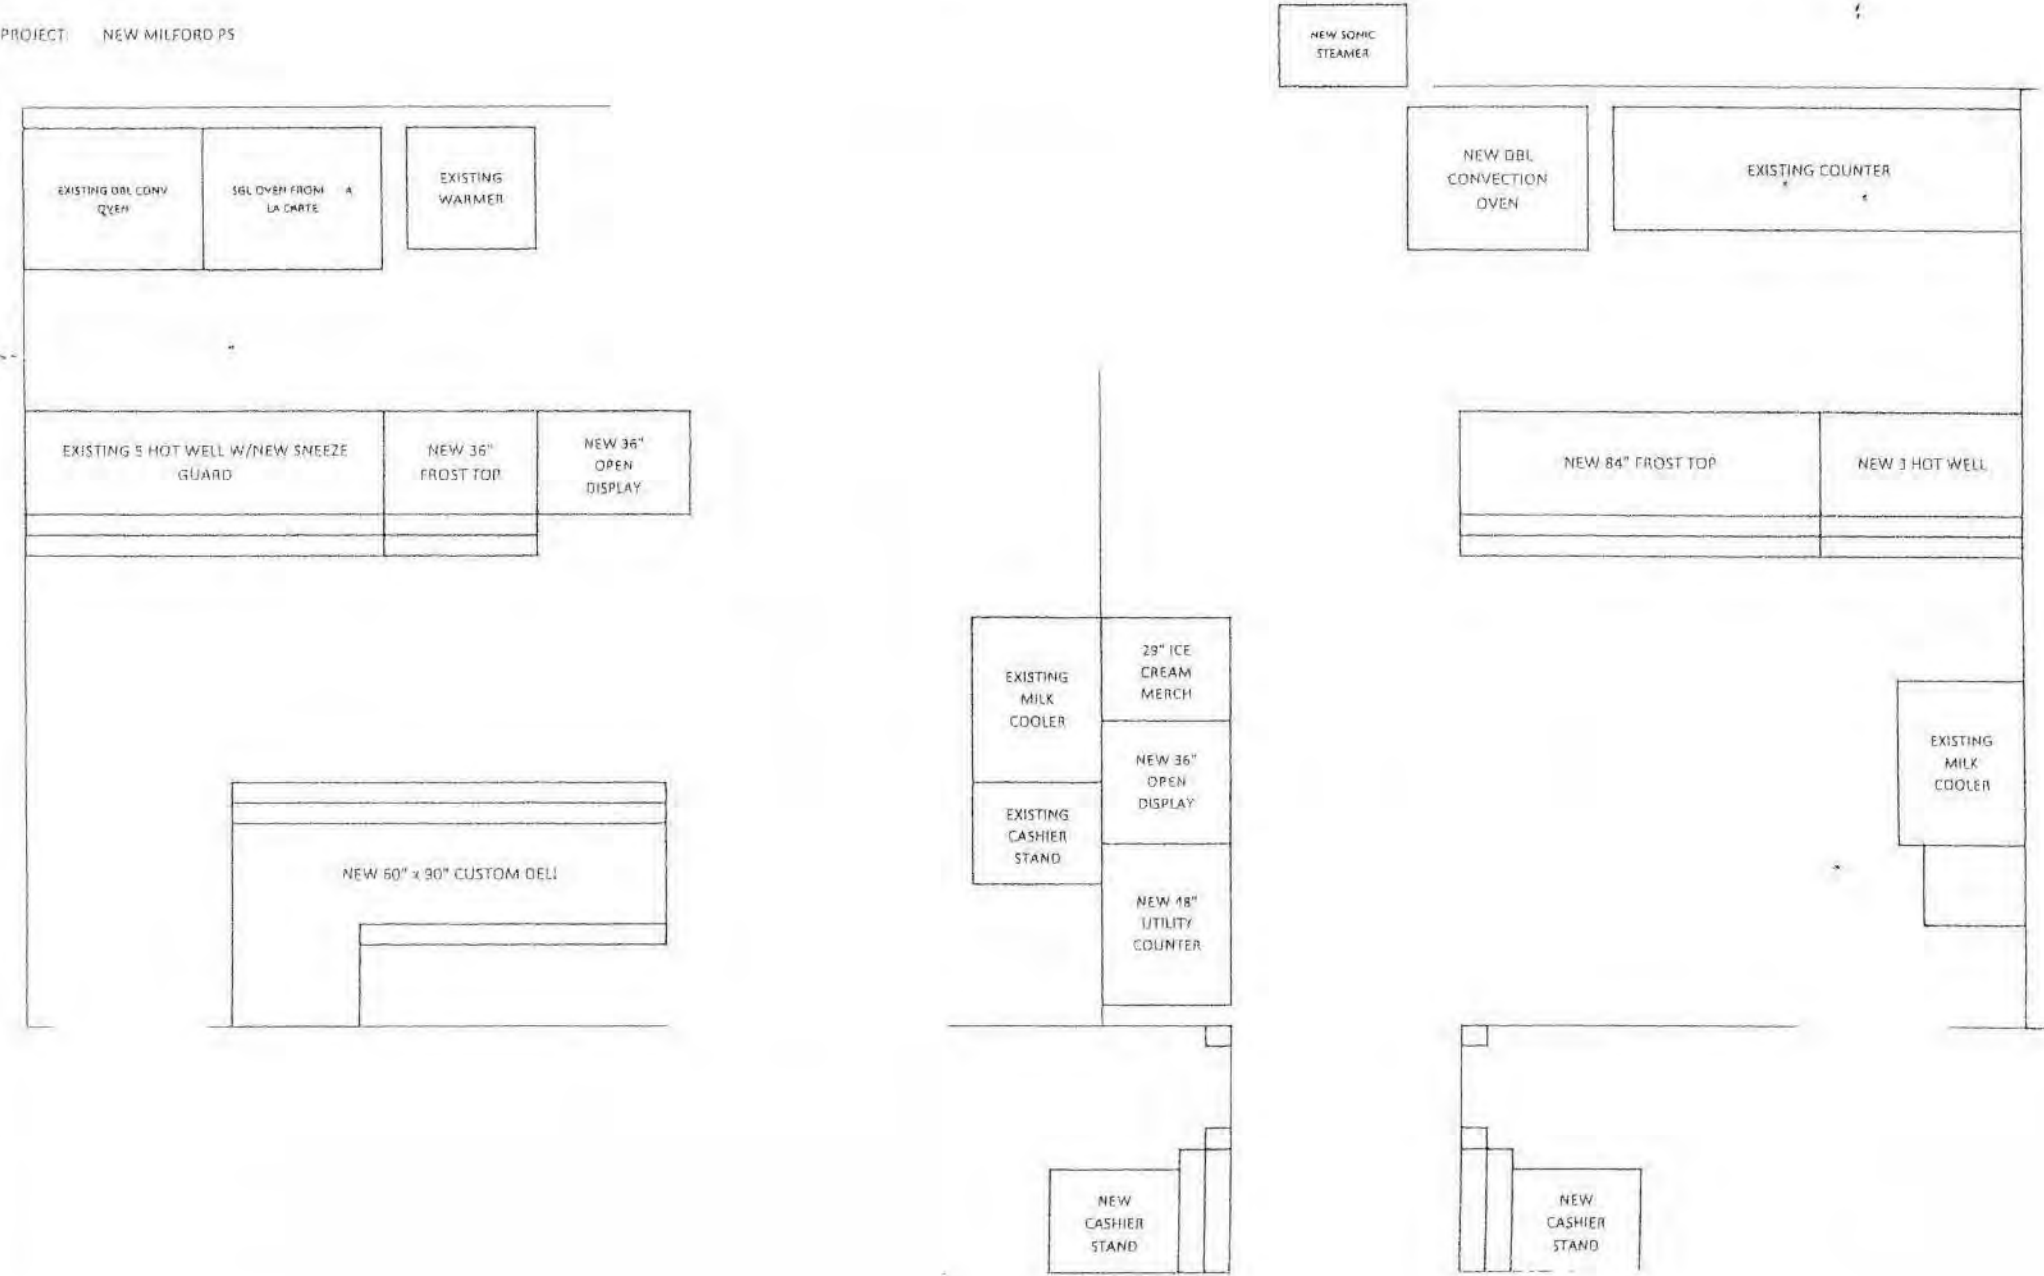 PROJECT: NEW MILFORD PS
NEW SONIC
STEAMER
EXISTING DBL CONV
OVEN
SGL OVEN FROM A
LA CARTE
EXISTING
WARMER
NEW DBL
CONVECTION
OVEN
EXISTING COUNTER
EXISTING 5 HOT WELL W/NEW SNEEZE
GUARD
NEW 36"
FROST TOP
NEW 36"
OPEN
DISPLAY
NEW 84" FROST TOP
NEW 3 HOT WELL
EXISTING
MILK
COOLER
29" ICE
CREAM
MERCH
NEW 36"
OPEN
DISPLAY
EXISTING
MILK
COOLER
EXISTING
CASHIER
STAND
NEW 60" x 90" CUSTOM DELI
NEW 48"
UTILITY
COUNTER
NEW
CASHIER
STAND
NEW
CASHIER
STAND